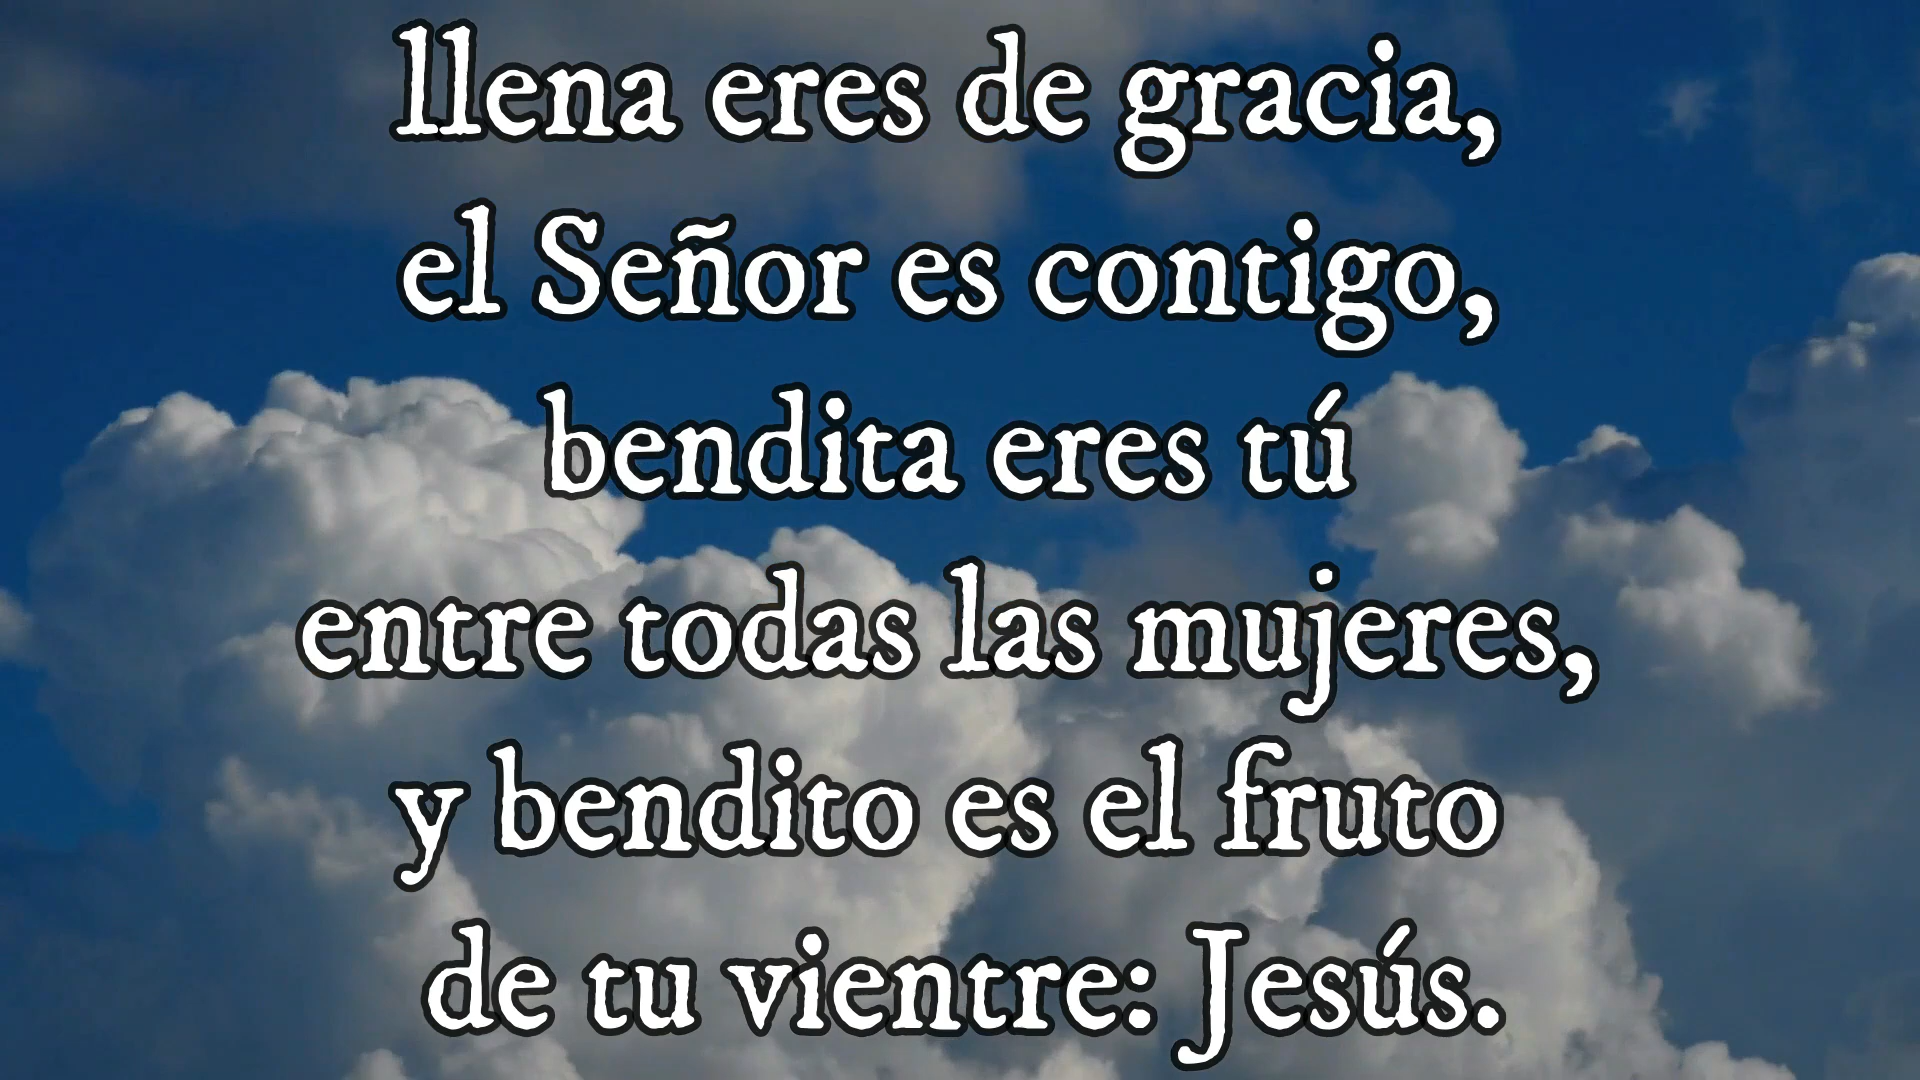 llena eres de gracia,
el Señor es contigo,
bendita eres tú
entre todas las mujeres,
y bendito es el fruto
de tu vientre: Jesús.